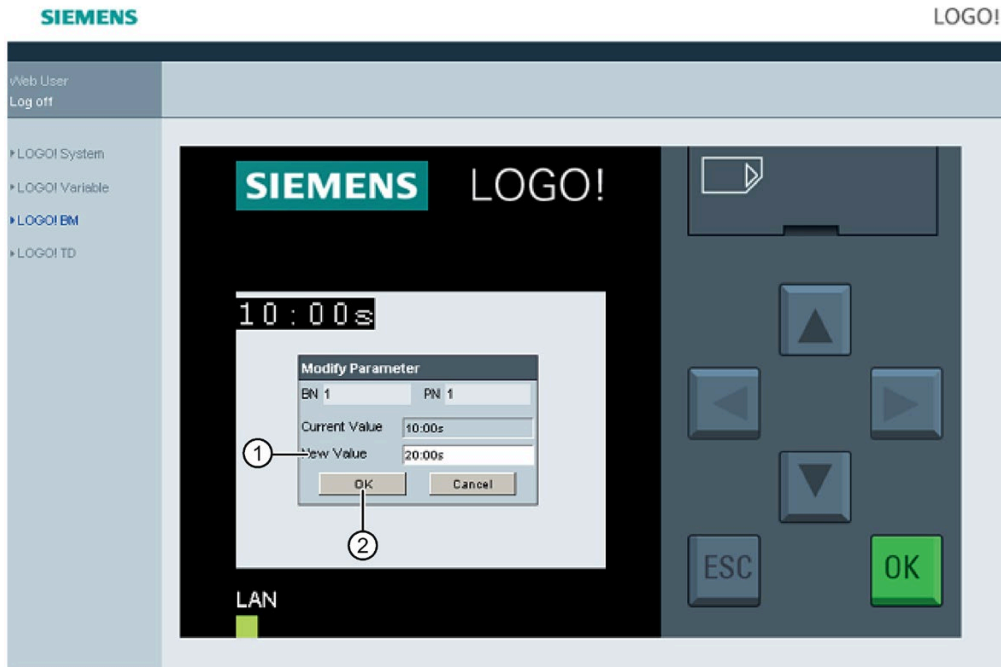 SIEMENS
LOGO!
Web User
Log off
LOGO! System
LOGO! Variable
LOGO! BM
LOGO! TD
SIEMENS LOGO!
10:00s
Modify Parameter
BN 1 PN 1
Current Value 10:00s
1 New Value 20:00s
OK Cancel
2
ESC OK
LAN